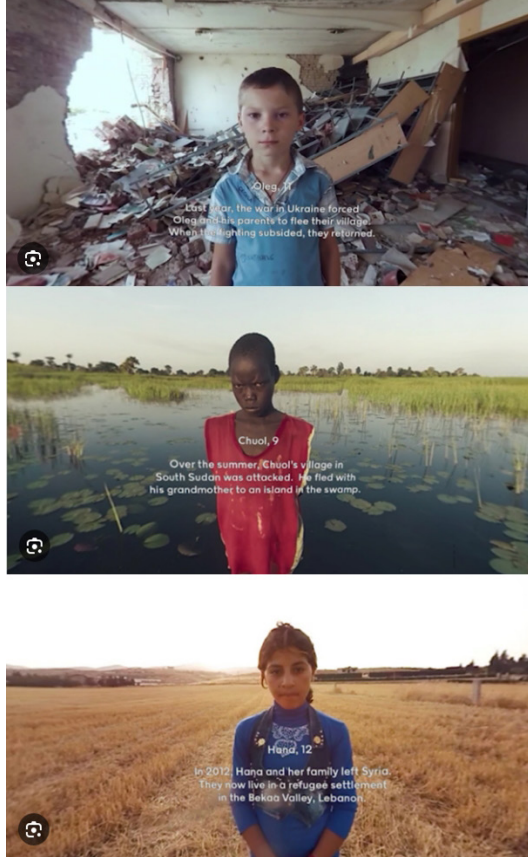 Oleg, 11
Last year, the war in Ukraine forced
Oleg and his parents to flee their village.
When the fighting subsided, they returned.
Chuol, 9
Over the summer, Chuol's village in
South Sudan was attacked. He fled with
his grandmother to an island in the swamp.
Hana, 12
In 2012, Hana and her family left Syria.
They now live in a refugee settlement
in the Bekaa Valley, Lebanon.